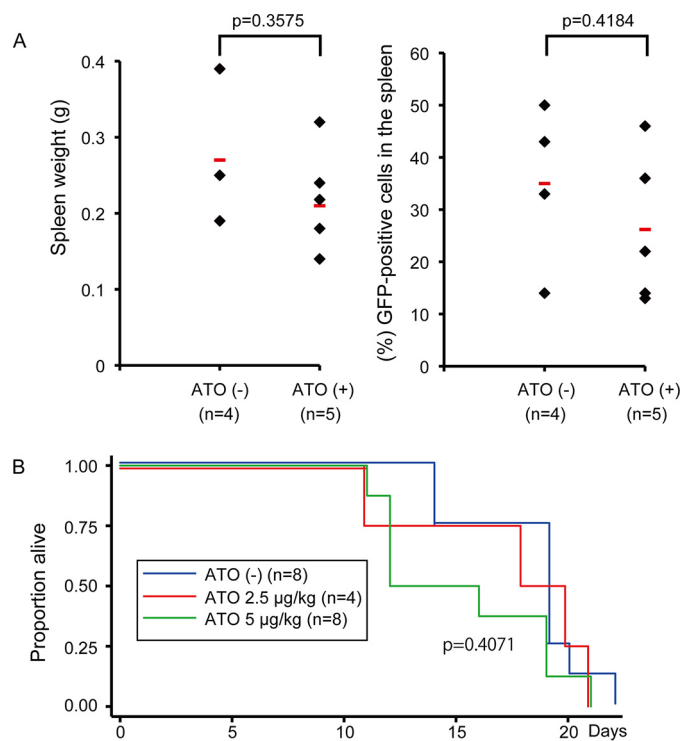 A
p=0.3575
p=0.4184
Spleen weight (g)
0.4
0.3
0.2
0.1
0
ATO (-)
(n=4)
ATO (+)
(n=5)
(%) GFP-positive cells in the spleen
60
50
40
30
20
10
0
ATO (-)
(n=4)
ATO (+)
(n=5)
B
Proportion alive
1.00
0.75
0.50
0.25
0.00
ATO (-) (n=8)
ATO 2.5 µg/kg (n=4)
ATO 5 µg/kg (n=8)
p=0.4071
0 5 10 15 20 Days